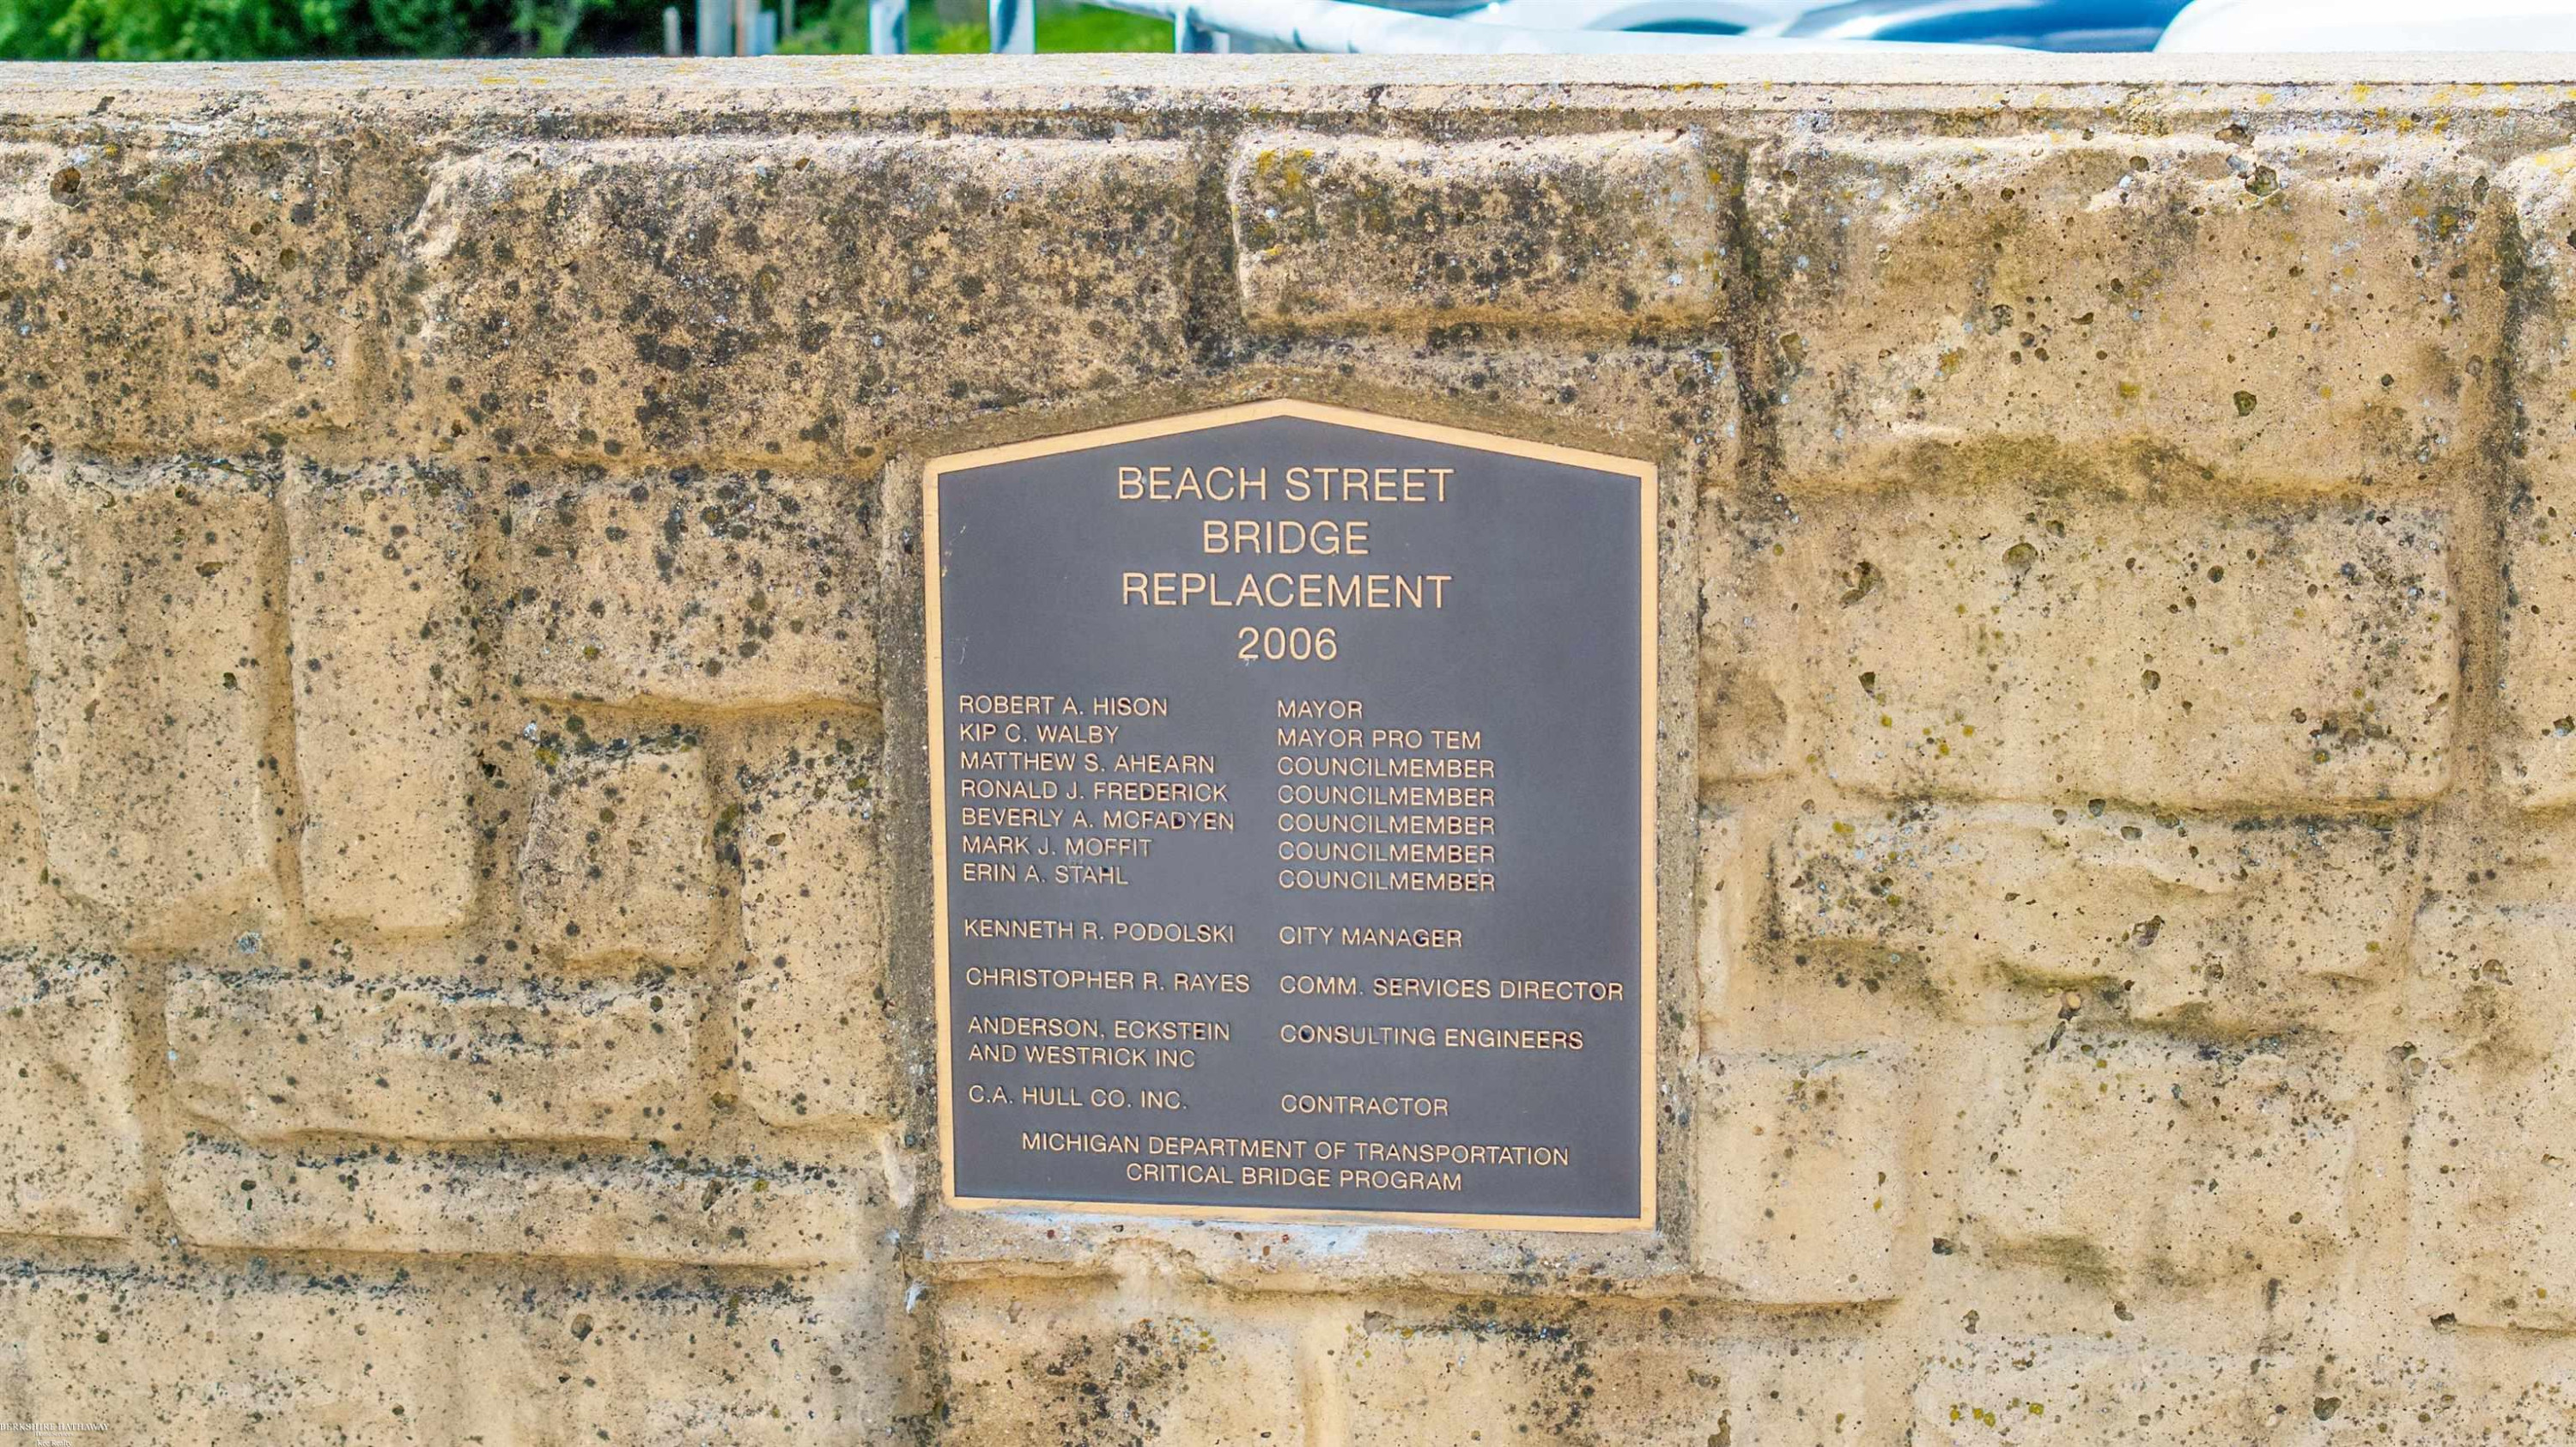 BEACH STREET
BRIDGE
REPLACEMENT
2006
ROBERT A. HISON MAYOR
KIP C. WALBY MAYOR PRO TEM
MATTHEW S. AHEARN COUNCILMEMBER
RONALD J. FREDERICK COUNCILMEMBER
BEVERLY A. MCFADYEN COUNCILMEMBER
MARK J. MOFFIT COUNCILMEMBER
ERIN A. STAHL COUNCILMEMBER
KENNETH R. PODOLSKI CITY MANAGER
CHRISTOPHER R. RAYES COMM. SERVICES DIRECTOR
ANDERSON, ECKSTEIN CONSULTING ENGINEERS
AND WESTRICK INC
C.A. HULL CO. INC. CONTRACTOR
MICHIGAN DEPARTMENT OF TRANSPORTATION
CRITICAL BRIDGE PROGRAM
BERKSHIRE HATHAWAY